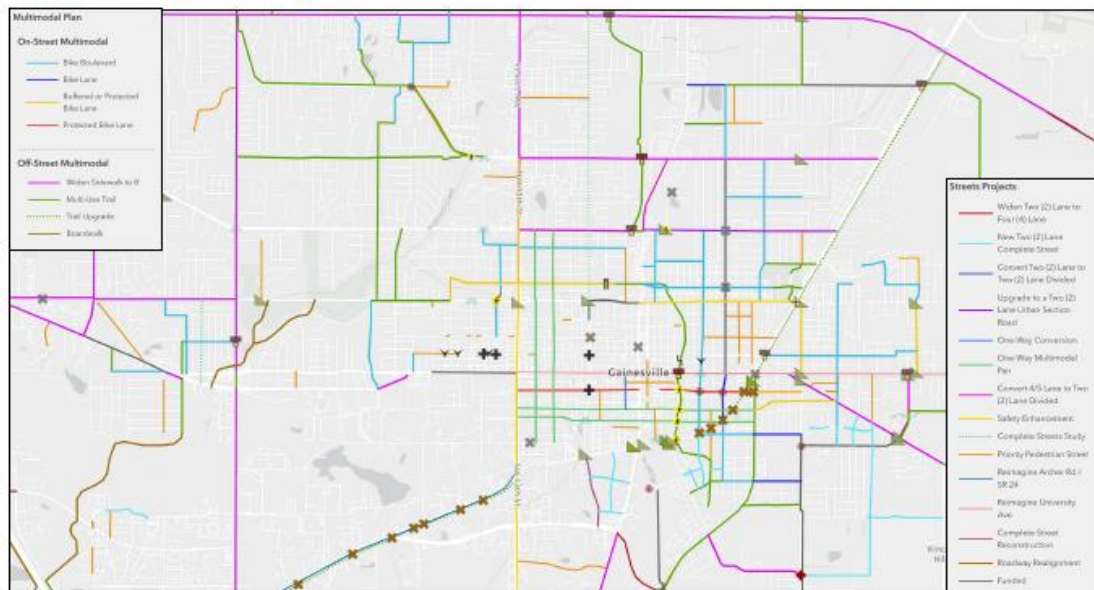 Multimodal Plan
On-Street Multimodal
Bike Boulevard
Bike Lane
Buffered or Protected
Bike Lane
Protected Bike Lane
Off-Street Multimodal
Widen Sidewalk to 8'
Multi-Use Trail
Trail Upgrade
Boardwalk
Gainesville
Streets Projects
Widen Two (2) Lane to
Four (4) Lane
New Two (2) Lane
Complete Street
Convert Two (2) Lane to
Two (2) Lane Divided
Upgrade to a Two (2)
Lane Urban Section
Road
One-Way Conversion
One-Way Multimodal
Pair
Convert 4/5 Lane to Two
(2) Lane Divided
Safety Enhancement
Complete Streets Study
Priority Pedestrian Street
Reimagine Archer Rd /
SR 24
Reimagine University
Ave
Complete Street
Reconstruction
Roadway Realignment
Funded